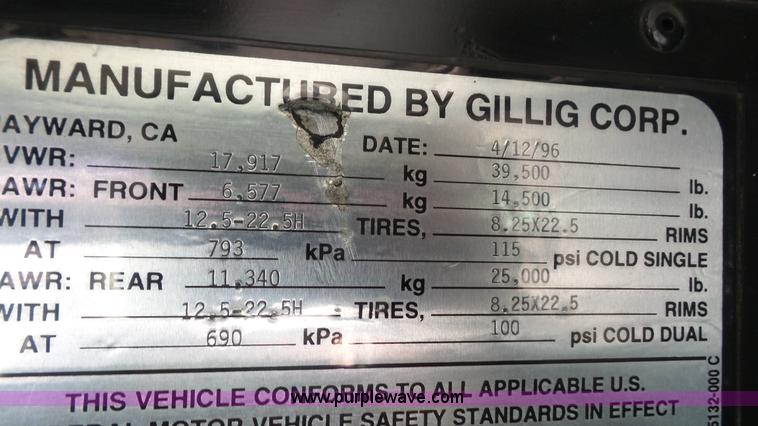 MANUFACTURED BY GILLIG CORP.
AYWARD, CA DATE: 4/12/96
VWR: 17,917 kg 39,500 lb.
AWR: FRONT 6,577 kg 14,500 lb.
WITH 12.5-22.5H TIRES, 8.25X22.5 RIMS
AT 793 kPa 115 psi COLD SINGLE
AWR: REAR 11,340 kg 25,000 lb.
WITH 12.5-22.5H TIRES, 8.25X22.5 RIMS
AT 690 kPa 100 psi COLD DUAL
THIS VEHICLE CONFORMS TO ALL APPLICABLE U.S.
ERAL MOTOR VEHICLE SAFETY STANDARDS IN EFFECT
5132-000 C
www.purplewave.com